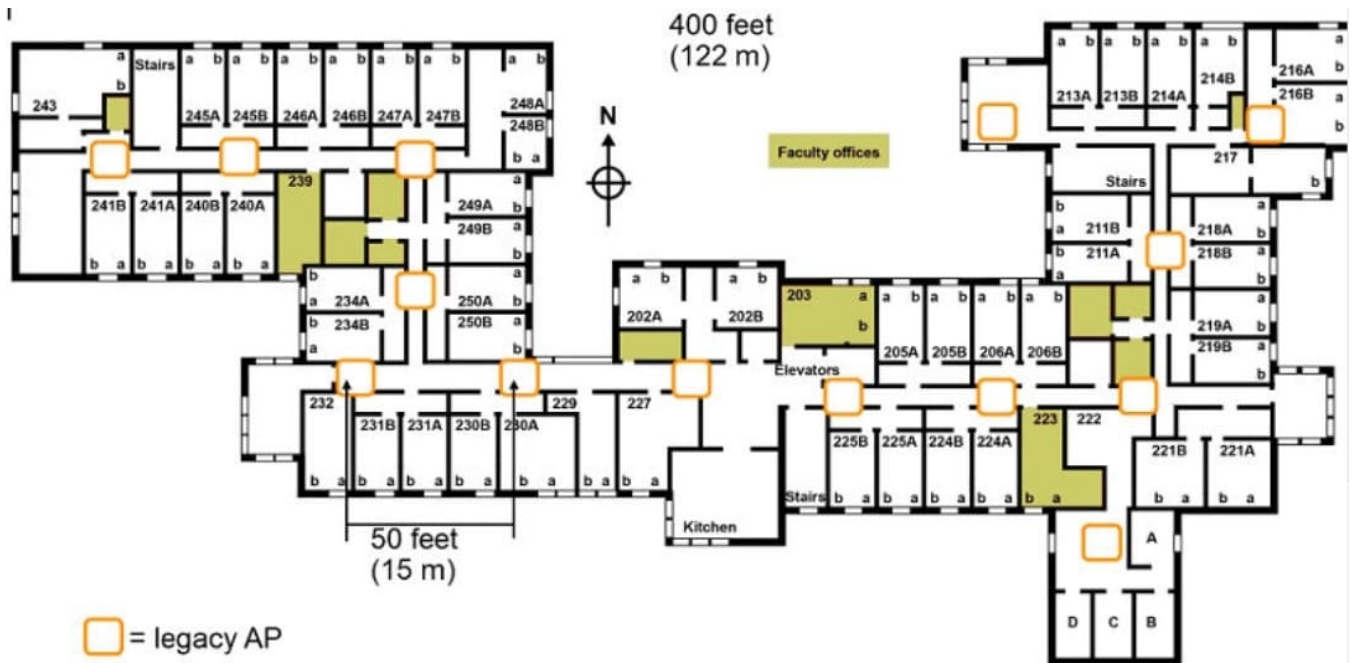 400 feet
(122 m)
N
Faculty offices
a
b
Stairs
a b a b a b a b a b a b
a b
243
245A 245B 246A 246B 247A 247B
248A
248B
b a
239
241B 241A 240B 240A
b a b a b a b a
249A
a
b
249B
a
b
b
a
234A
250A
a
b
b
a
234B
250B
a
b
a b
202A
a b
202B
203
a
b
Elevators
a b a b a b a b
205A 205B 206A 206B
a b a b a b a b
213A 213B 214A 214B
216A
a
b
216B
a
b
217
b
Stairs
b
a
211B
211A
b
a
218A
a
b
218B
a
b
219A
a
b
219B
a
b
232
231B 231A 230B 230A
229
227
b a b a b a b a b a b a b a
Kitchen
Stairs
225B 225A 224B 224A
b a b a b a b a
223
b a
222
221B 221A
b a b a
A
D C B
50 feet
(15 m)
= legacy AP